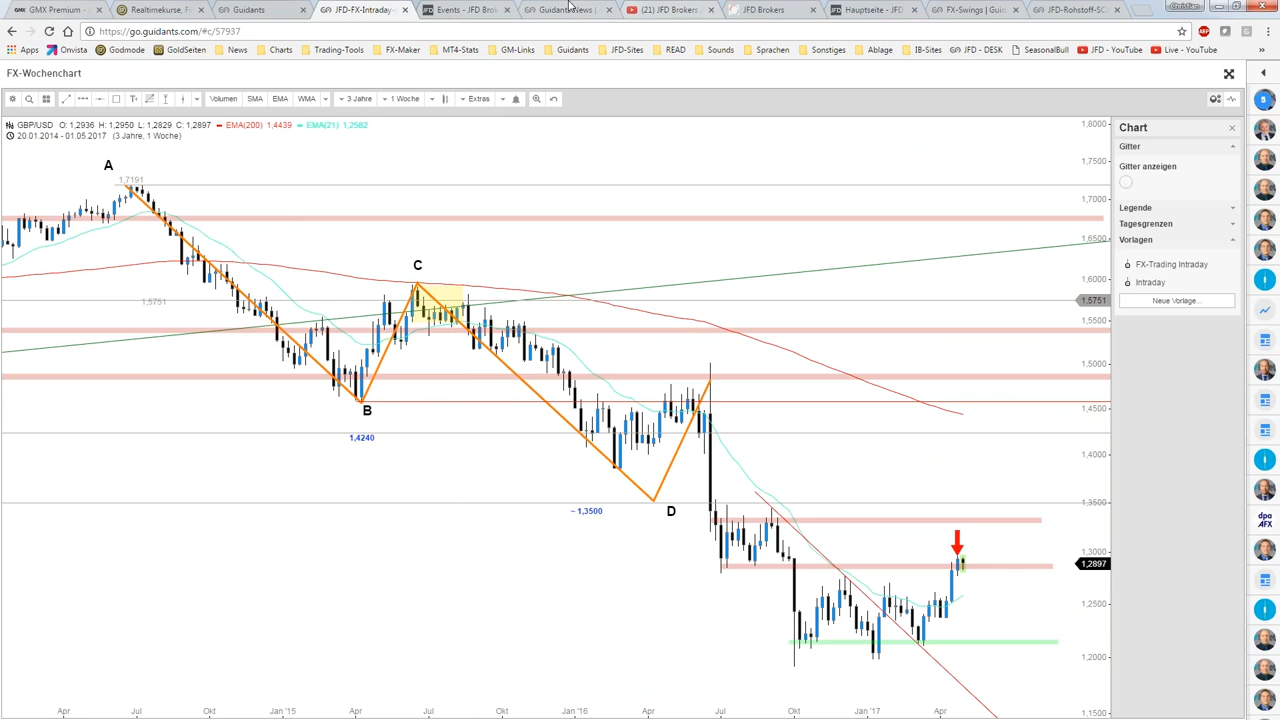 GMX Premium - E-M
Realtimekurse, Fu
Guidants
JFD-FX-Intraday-
Events - JFD Brok
Guidants News |
(21) JFD Brokers
JFD Brokers
Hauptseite - JFD
FX-Swings | Guid
JFD-Rohstoff-SC
Christian
https://go.guidants.com/#c/57937
Apps
Onvista
Godmode
GoldSeiten
News
Charts
Trading-Tools
FX-Maker
MT4-Stats
GM-Links
Guidants
JFD-Sites
READ
Sounds
Sprachen
Sonstiges
Ablage
IB-Sites
JFD - DESK
SeasonalBull
JFD - YouTube
Live - YouTube
FX-Wochenchart
Volumen
SMA
EMA
WMA
3 Jahre
1 Woche
Extras
GBP/USD O: 1,2936 H: 1,2950 L: 1,2829 C: 1,2897 EMA(200) 1,4439 EMA(21) 1,2582
20.01.2014 - 01.05.2017 (3 Jahre, 1 Woche)
A
1,7191
C
1,5751
B
1,4240
~ 1,3500
D
1,8000
1,7500
1,7000
1,6500
1,6000
1,5751
1,5500
1,5000
1,4500
1,4000
1,3500
1,3000
1,2897
1,2500
1,2000
1,1500
Apr
Jul
Okt
Jan '15
Apr
Jul
Okt
Jan '16
Apr
Jul
Okt
Jan '17
Apr
Chart
Gitter
Gitter anzeigen
Legende
Tagesgrenzen
Vorlagen
FX-Trading Intraday
Intraday
Neue Vorlage...
5
dpa
AFX